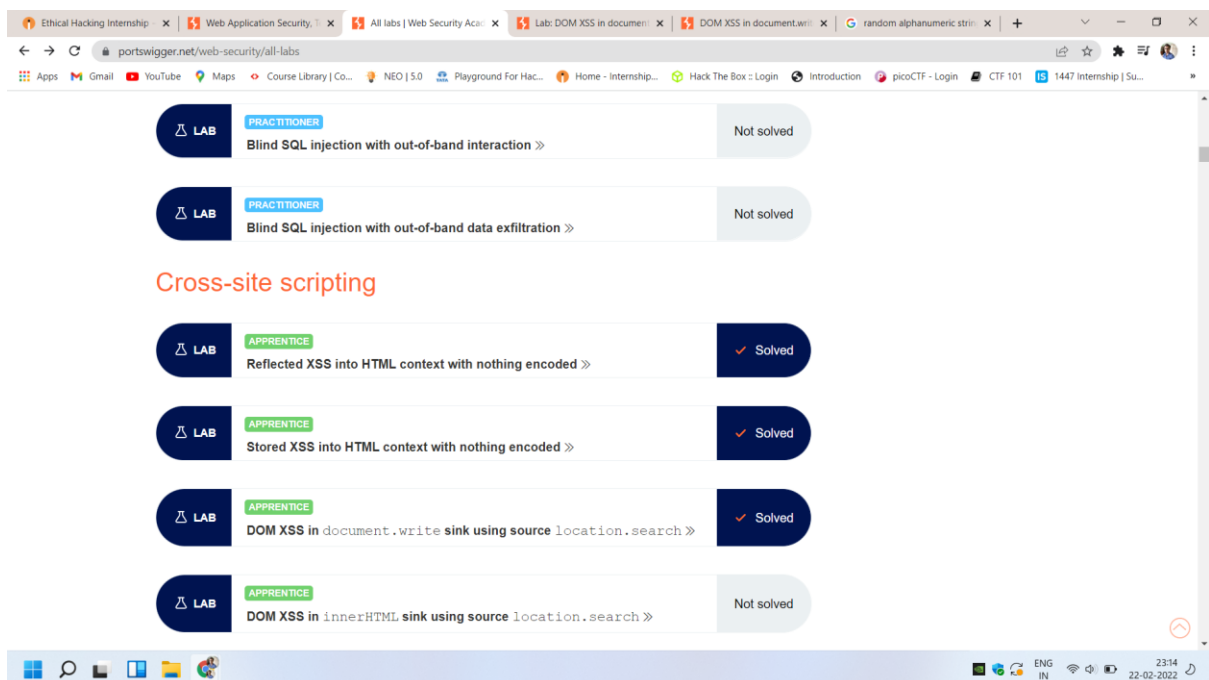 Ethical Hacking Internship - Web Application Security, T All labs | Web Security Acad Lab: DOM XSS in document DOM XSS in document.writ random alphanumeric strin
portswigger.net/web-security/all-labs
Apps Gmail YouTube Maps Course Library | Co... NEO | 5.0 Playground For Hac... Home - Internship... Hack The Box :: Login Introduction picoCTF - Login CTF 101 IS 1447 Internship | Su... »
PRACTITIONER
LAB Blind SQL injection with out-of-band interaction » Not solved
PRACTITIONER
LAB Blind SQL injection with out-of-band data exfiltration » Not solved
Cross-site scripting
APPRENTICE
LAB Reflected XSS into HTML context with nothing encoded » Solved
APPRENTICE
LAB Stored XSS into HTML context with nothing encoded » Solved
APPRENTICE
LAB DOM XSS in document.write sink using source location.search » Solved
APPRENTICE
LAB DOM XSS in innerHTML sink using source location.search » Not solved
ENG 23:14
IN 22-02-2022